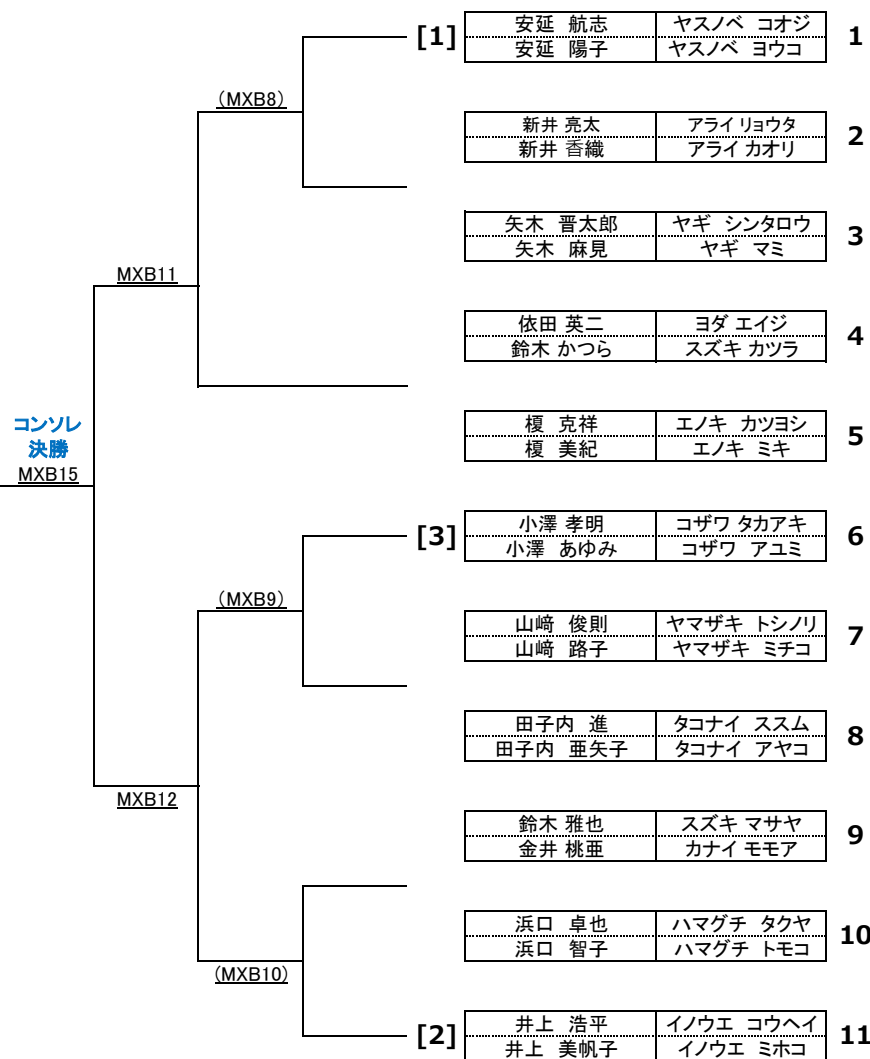 [1] 安延 航志 ヤスノベ コオジ 1
安延 陽子 ヤスノベ ヨウコ
(MXB8)
新井 亮太 アライ リョウタ 2
新井 香織 アライ カオリ
矢木 晋太郎 ヤギ シンタロウ 3
矢木 麻見 ヤギ マミ
MXB11
依田 英二 ヨダ エイジ 4
鈴木 かつら スズキ カツラ
コンソレ
決勝
MXB15
榎 克祥 エノキ カツヨシ 5
榎 美紀 エノキ ミキ
[3] 小澤 孝明 コザワ タカアキ 6
小澤 あゆみ コザワ アユミ
(MXB9)
山﨑 俊則 ヤマザキ トシノリ 7
山﨑 路子 ヤマザキ ミチコ
田子内 進 タコナイ ススム 8
田子内 亜矢子 タコナイ アヤコ
MXB12
鈴木 雅也 スズキ マサヤ 9
金井 桃亜 カナイ モモア
浜口 卓也 ハマグチ タクヤ 10
浜口 智子 ハマグチ トモコ
(MXB10)
[2] 井上 浩平 イノウエ コウヘイ 11
井上 美帆子 イノウエ ミホコ